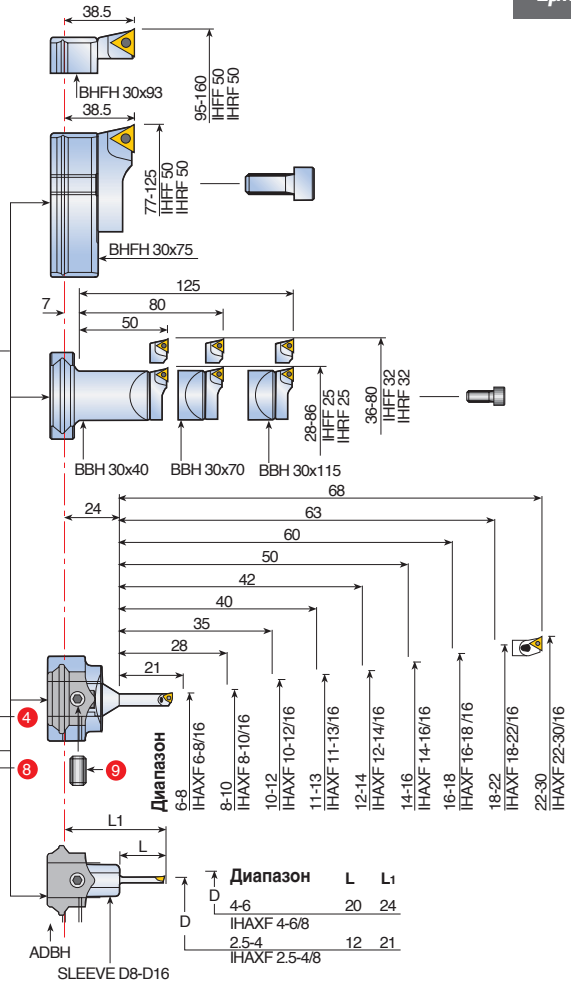 38.5
BHFH 30x93
95-160
IHFF 50
IHRF 50
38.5
77-125
IHFF 50
IHRF 50
BHFH 30x75
125
7
80
50
28-86
IHFF 25
IHRF 25
36-80
IHFF 32
IHRF 32
BBH 30x40
BBH 30x70
BBH 30x115
68
24
63
60
50
42
40
35
28
21
4
8
9
Диапазон
6-8
IHAXF 6-8/16
8-10
IHAXF 8-10/16
10-12
IHAXF 10-12/16
11-13
IHAXF 11-13/16
12-14
IHAXF 12-14/16
14-16
IHAXF 14-16/16
16-18
IHAXF 16-18 /16
18-22
IHAXF 18-22/16
22-30
IHAXF 22-30/16
L1
L
D
D
Диапазон L L1
4-6 20 24
IHAXF 4-6/8
2.5-4 12 21
IHAXF 2.5-4/8
ADBH
SLEEVE D8-D16